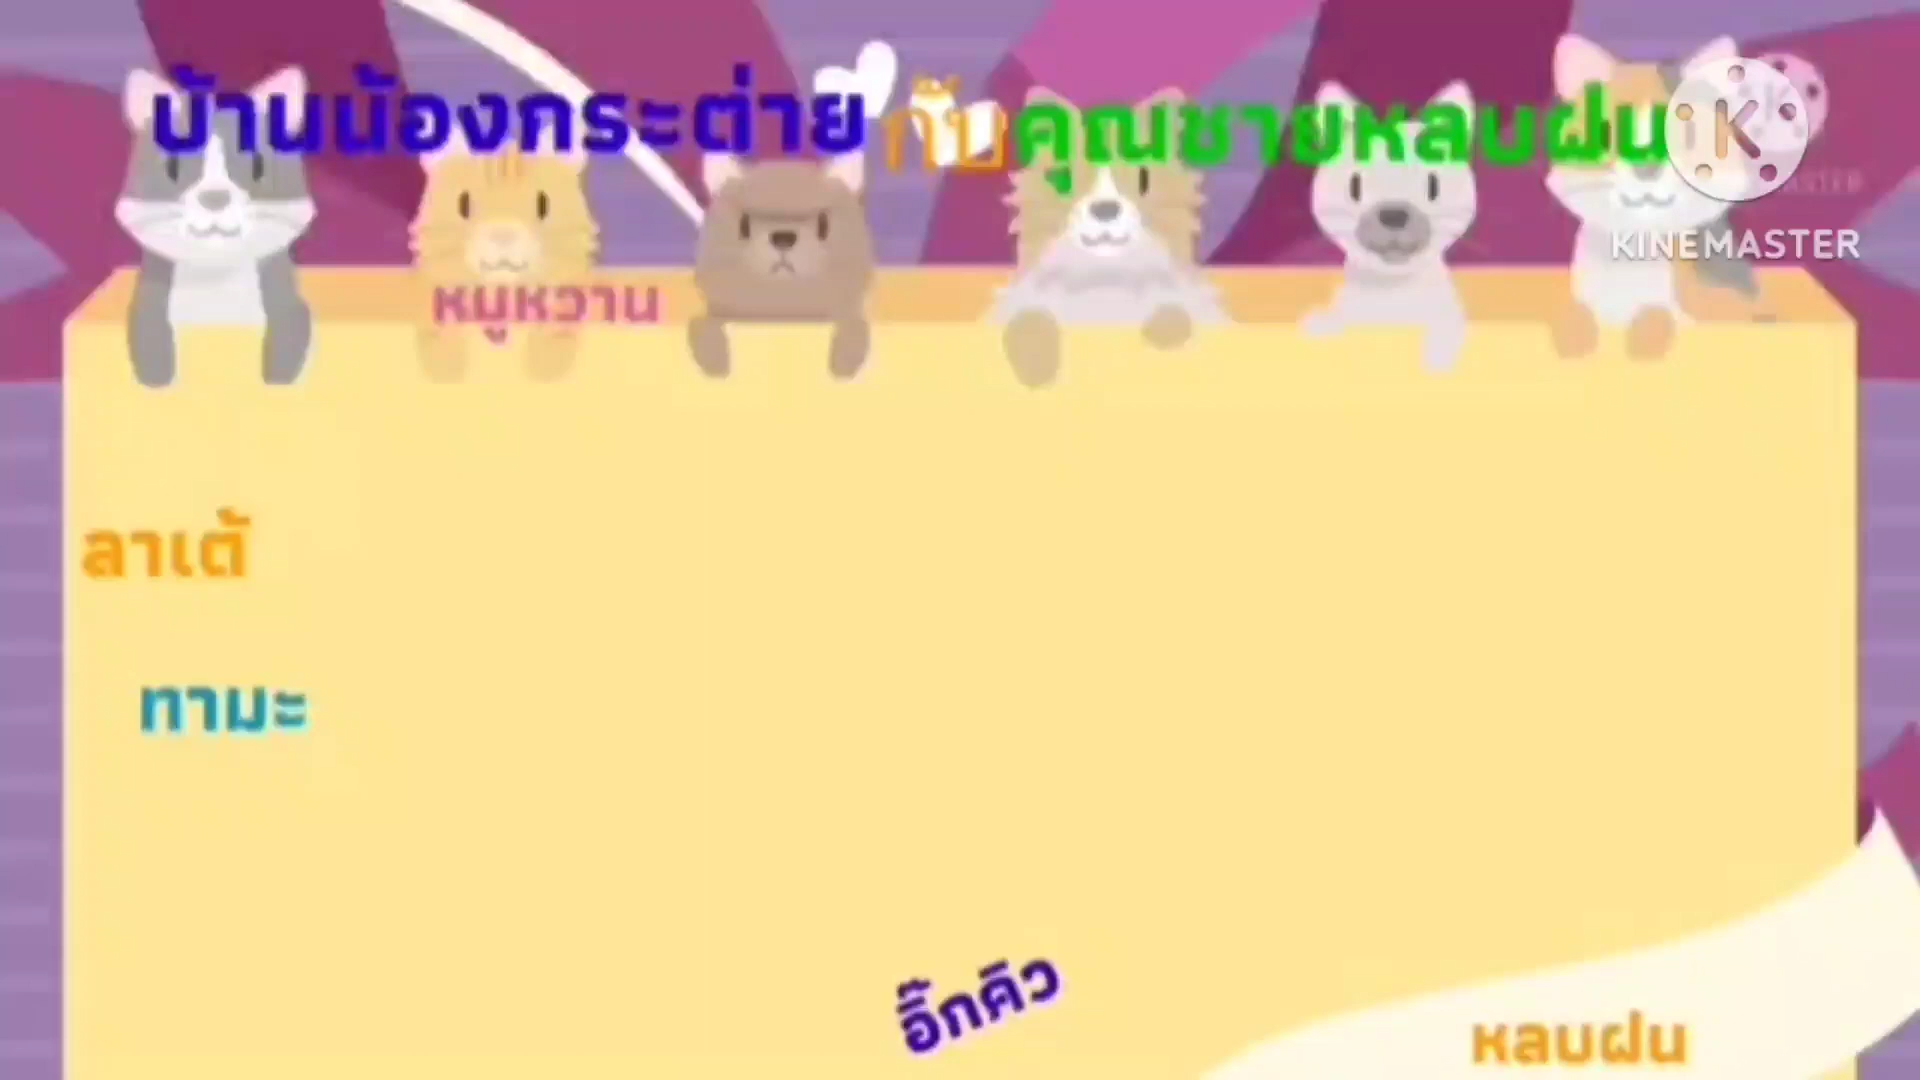 บ้านน้องกระต่าย กับ คุณชายหลบฝน
KINEMASTER
หมูหวาน
ลาเต้
ทามะ
อิ๊กคิว
หลบฝน